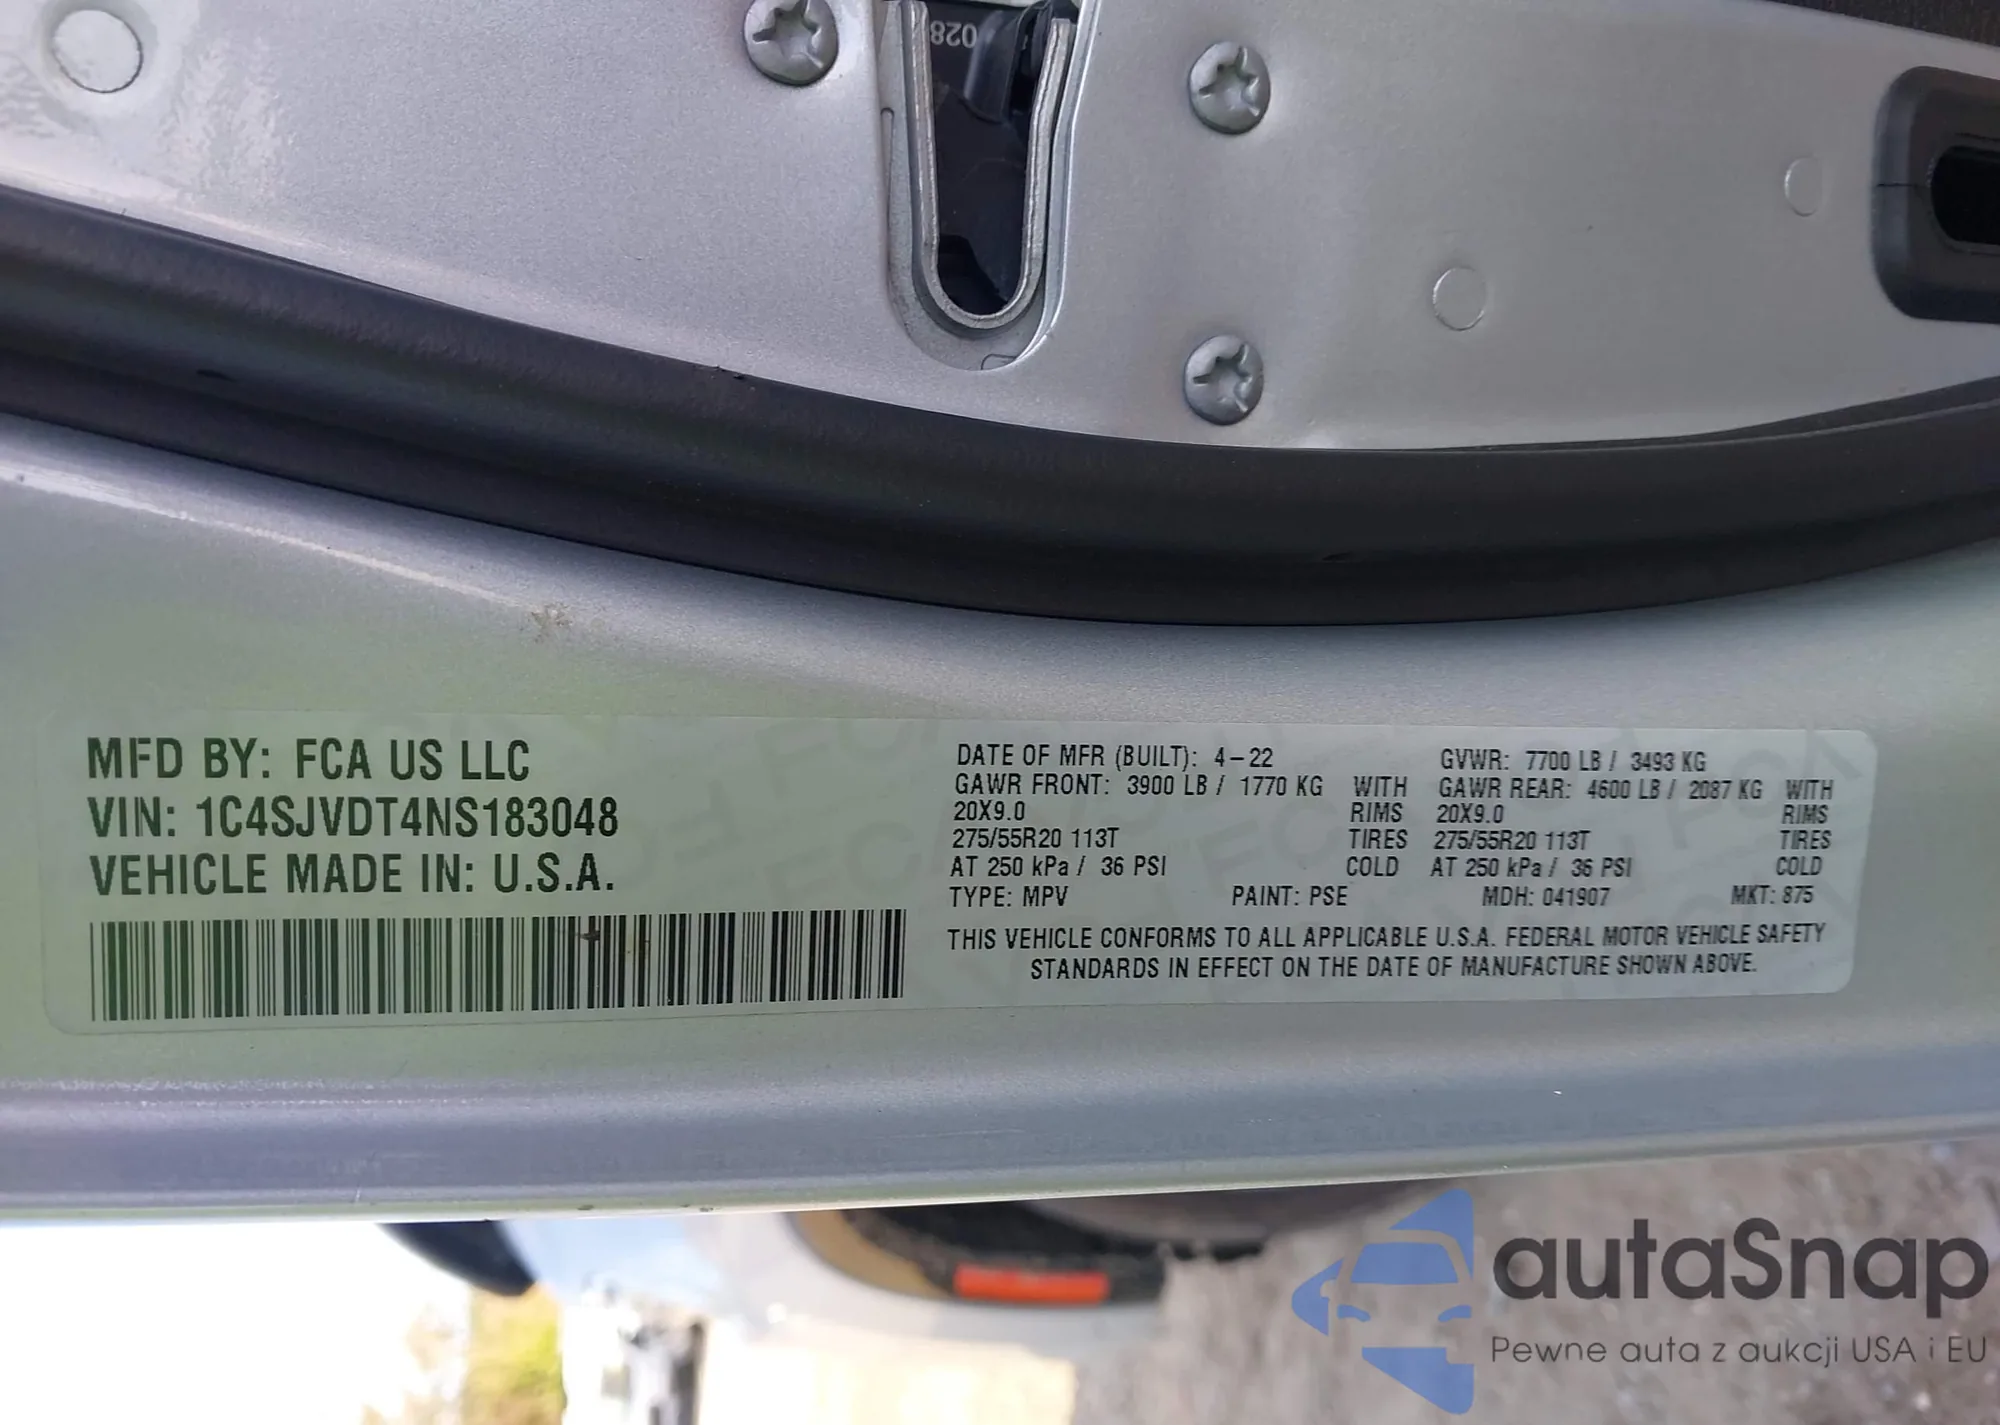 028
MFD BY: FCA US LLC
VIN: 1C4SJVDT4NS183048
VEHICLE MADE IN: U.S.A.
DATE OF MFR (BUILT): 4-22 GVWR: 7700 LB / 3493 KG
GAWR FRONT: 3900 LB / 1770 KG WITH GAWR REAR: 4600 LB / 2087 KG WITH
20X9.0 RIMS 20X9.0 RIMS
275/55R20 113T TIRES 275/55R20 113T TIRES
AT 250 kPa / 36 PSI COLD AT 250 kPa / 36 PSI COLD
TYPE: MPV PAINT: PSE MDH: 041907 MKT: 875
THIS VEHICLE CONFORMS TO ALL APPLICABLE U.S.A. FEDERAL MOTOR VEHICLE SAFETY
STANDARDS IN EFFECT ON THE DATE OF MANUFACTURE SHOWN ABOVE.
autaSnap
Pewne auta z aukcji USA i EU